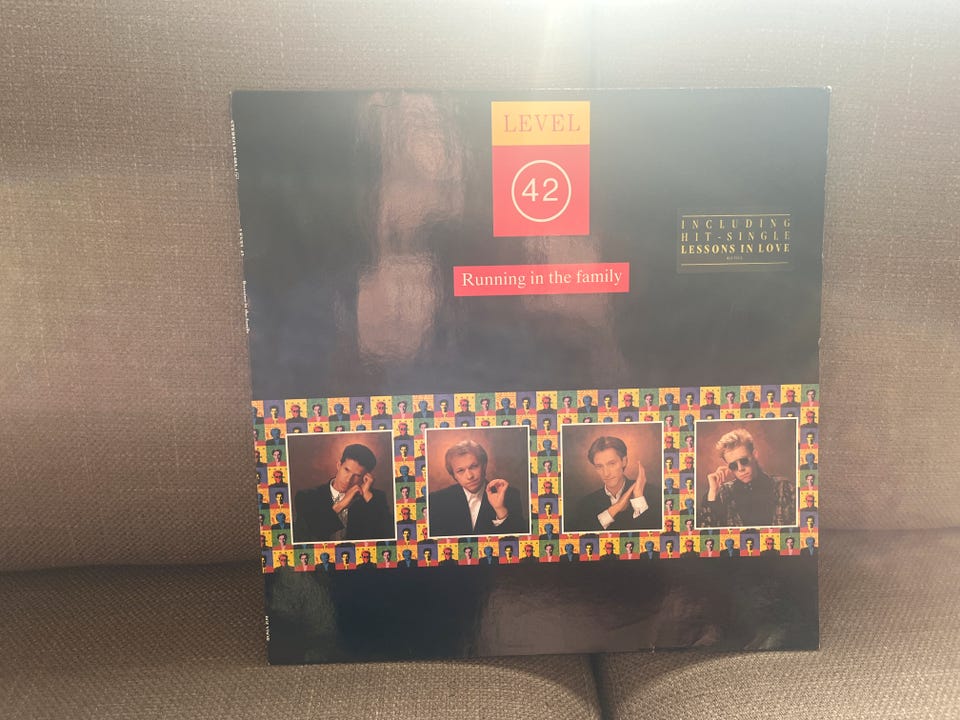 LEVEL
42
Running in the family
INCLUDING
HIT-SINGLE
LESSONS IN LOVE